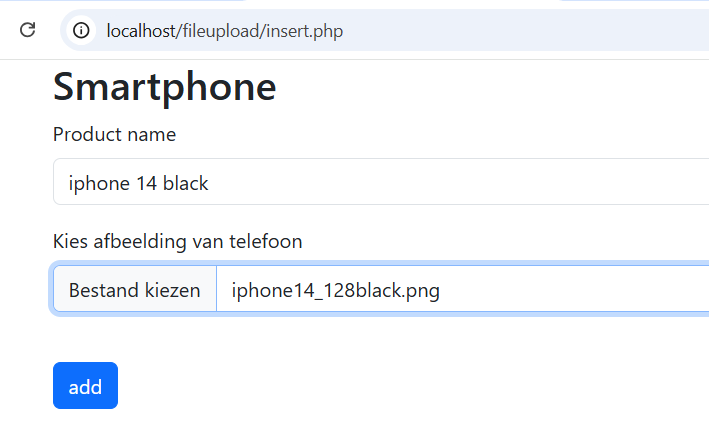 localhost/fileupload/insert.php
Smartphone
Product name
iphone 14 black
Kies afbeelding van telefoon
Bestand kiezen iphone14_128black.png
add